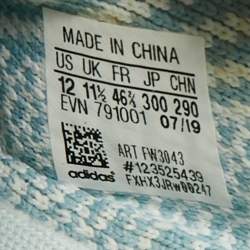 MADE IN CHINA
US UK FR JP CHN
12 11½ 46⅔ 300 290
EVN 791001 07/19
ART FW3043
#123525439
adidas FXHX3JRW00247